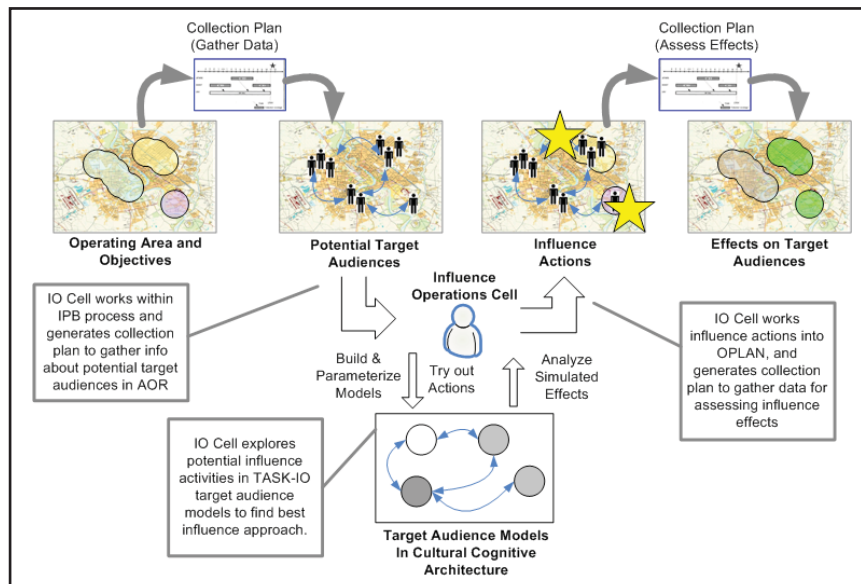 Collection Plan
(Gather Data)
Collection Plan
(Assess Effects)
Operating Area and
Objectives
Potential Target
Audiences
Influence
Actions
Effects on Target
Audiences
IO Cell works within
IPB process and
generates collection
plan to gather info
about potential target
audiences in AOR
Influence
Operations Cell
IO Cell works
influence actions into
OPLAN, and
generates collection
plan to gather data for
assessing influence
effects
Build &
Parameterize
Models
Try out
Actions
Analyze
Simulated
Effects
IO Cell explores
potential influence
activities in TASK-IO
target audience
models to find best
influence approach.
Target Audience Models
In Cultural Cognitive
Architecture